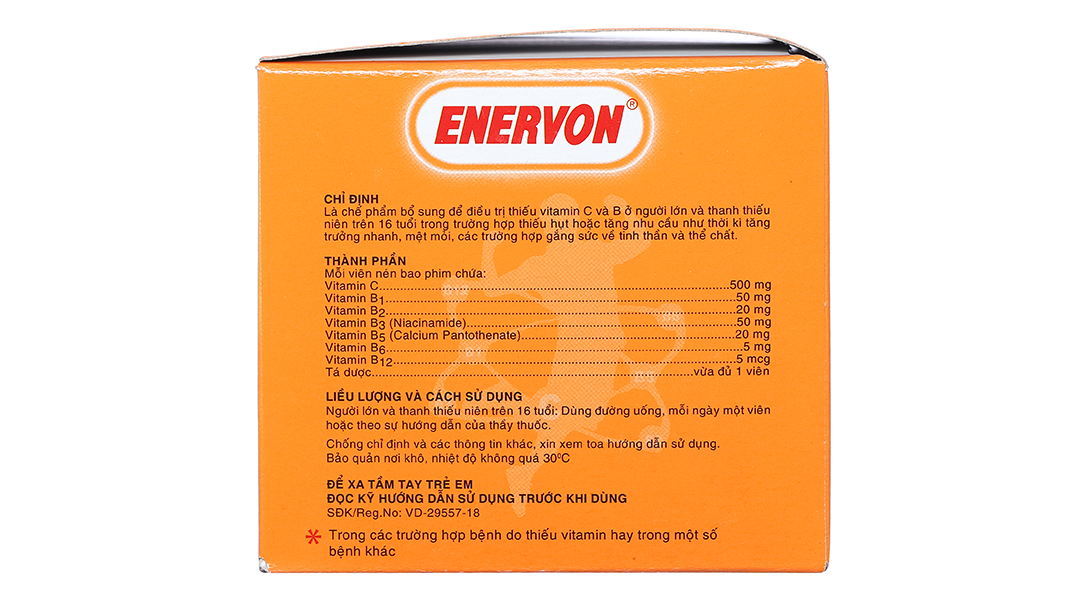 ENERVON®
CHỈ ĐỊNH
Là chế phẩm bổ sung để điều trị thiếu vitamin C và B ở người lớn và thanh thiếu
niên trên 16 tuổi trong trường hợp thiếu hụt hoặc tăng nhu cầu như thời kì tăng
trưởng nhanh, mệt mỏi, các trường hợp gắng sức về tinh thần và thể chất.
THÀNH PHẦN
Mỗi viên nén bao phim chứa:
Vitamin C....................500 mg
Vitamin B1....................50 mg
Vitamin B2....................20 mg
Vitamin B3 (Niacinamide)....................50 mg
Vitamin B5 (Calcium Pantothenate)....................20 mg
Vitamin B6....................5 mg
Vitamin B12....................5 mcg
Tá dược....................vừa đủ 1 viên
LIỀU LƯỢNG VÀ CÁCH SỬ DỤNG
Người lớn và thanh thiếu niên trên 16 tuổi: Dùng đường uống, mỗi ngày một viên
hoặc theo sự hướng dẫn của thầy thuốc.
Chống chỉ định và các thông tin khác, xin xem toa hướng dẫn sử dụng.
Bảo quản nơi khô, nhiệt độ không quá 30ºC
ĐỂ XA TẦM TAY TRẺ EM
ĐỌC KỸ HƯỚNG DẪN SỬ DỤNG TRƯỚC KHI DÙNG
SĐK/Reg.No: VD-29557-18
* Trong các trường hợp bệnh do thiếu vitamin hay trong một số
bệnh khác